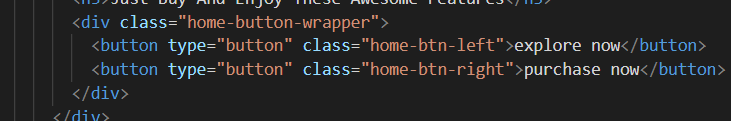 <h3>Just Buy And Enjoy These Awesome Features</h3>
<div class="home-button-wrapper">
<button type="button" class="home-btn-left">explore now</button>
<button type="button" class="home-btn-right">purchase now</button>
</div>
</div>